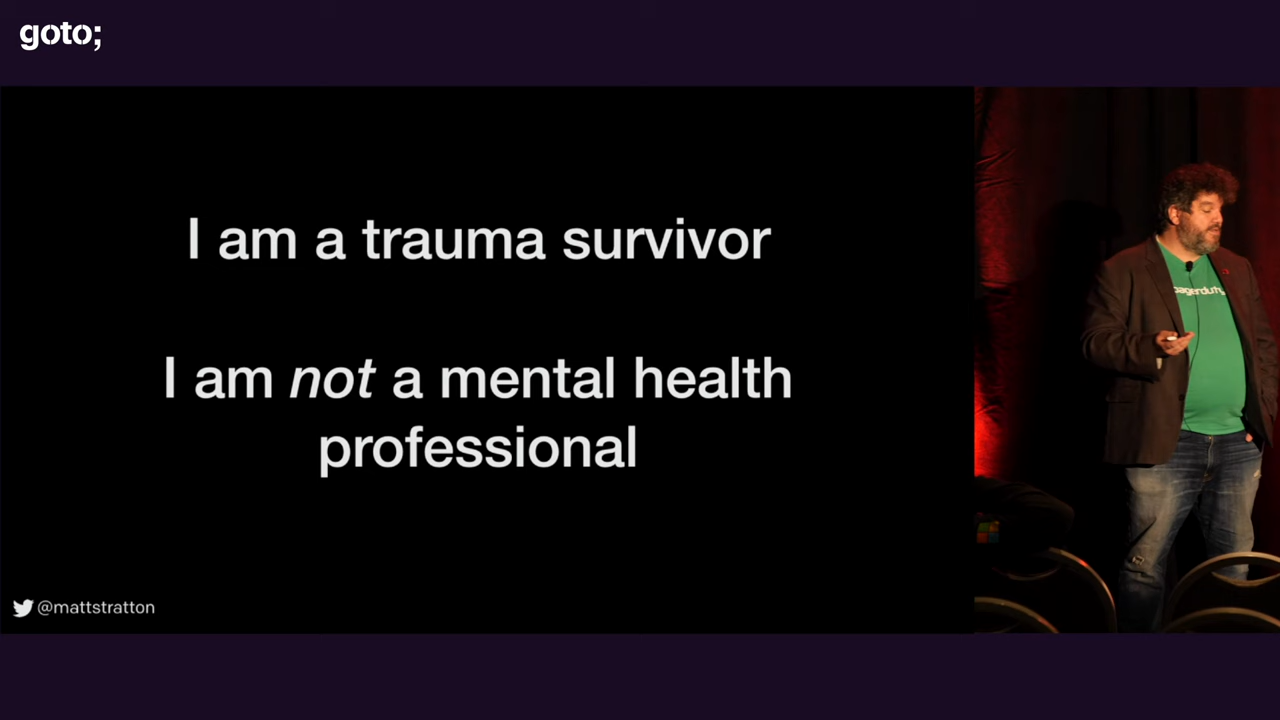 goto;
I am a trauma survivor
I am not a mental health
professional
@mattstratton
pagerduty